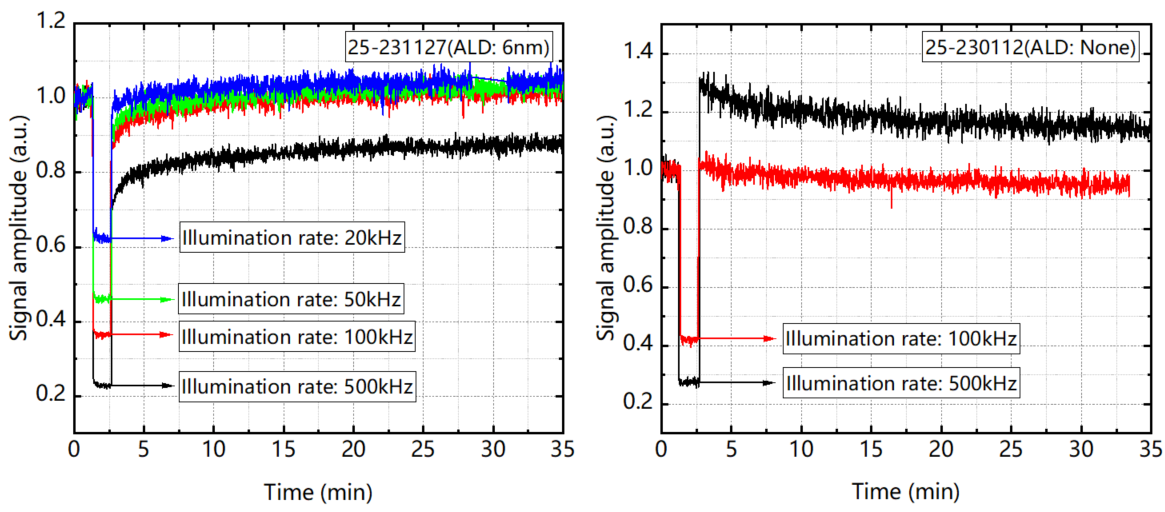 1.2
1.0
0.8
0.6
0.4
0.2
Signal amplitude (a.u.)
25-231127(ALD: 6nm)
Illumination rate: 20kHz
Illumination rate: 50kHz
Illumination rate: 100kHz
Illumination rate: 500kHz
0 5 10 15 20 25 30 35
Time (min)
1.4
1.2
1.0
0.8
0.6
0.4
0.2
Signal amplitude (a.u.)
25-230112(ALD: None)
Illumination rate: 100kHz
Illumination rate: 500kHz
0 5 10 15 20 25 30 35
Time (min)